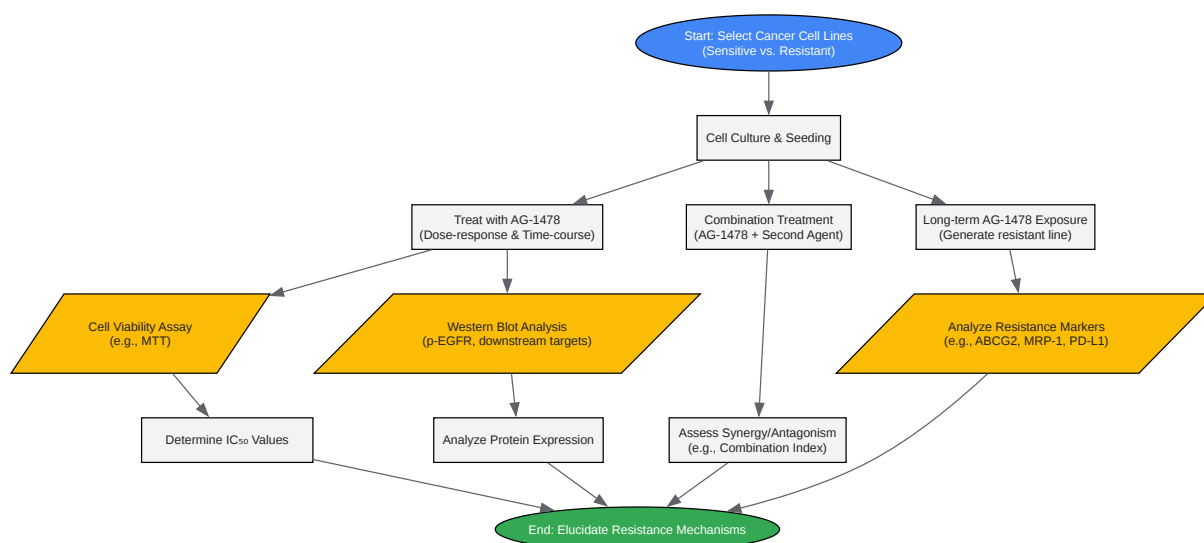 Start: Select Cancer Cell Lines
(Sensitive vs. Resistant)
Cell Culture & Seeding
Treat with AG-1478
(Dose-response & Time-course)
Combination Treatment
(AG-1478 + Second Agent)
Long-term AG-1478 Exposure
(Generate resistant line)
Cell Viability Assay
(e.g., MTT)
Western Blot Analysis
(p-EGFR, downstream targets)
Analyze Resistance Markers
(e.g., ABCG2, MRP-1, PD-L1)
Determine IC₅₀ Values
Analyze Protein Expression
Assess Synergy/Antagonism
(e.g., Combination Index)
End: Elucidate Resistance Mechanisms